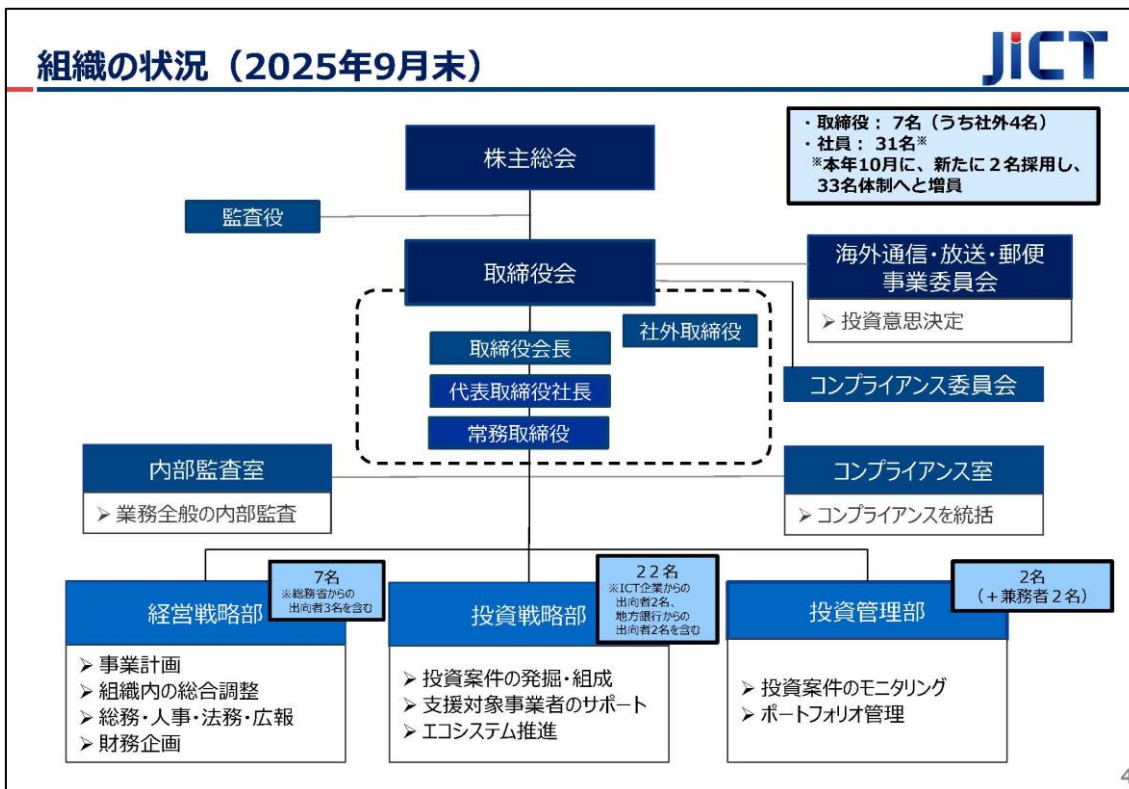 組織の状況（2025年9月末）
JiCT
・取締役： 7名（うち社外4名）
・社員： 31名※
※本年10月に、新たに２名採用し、
33名体制へと増員
株主総会
監査役
取締役会
海外通信・放送・郵便
事業委員会
➢ 投資意思決定
社外取締役
取締役会長
代表取締役社長
常務取締役
コンプライアンス委員会
内部監査室
➢ 業務全般の内部監査
コンプライアンス室
➢ コンプライアンスを統括
7名
※総務省からの
出向者3名を含む
経営戦略部
➢ 事業計画
➢ 組織内の総合調整
➢ 総務・人事・法務・広報
➢ 財務企画
２２名
※ICT企業からの
出向者2名、
地方銀行からの
出向者2名を含む
投資戦略部
➢ 投資案件の発掘・組成
➢ 支援対象事業者のサポート
➢ エコシステム推進
2名
（＋兼務者２名）
投資管理部
➢ 投資案件のモニタリング
➢ ポートフォリオ管理
4